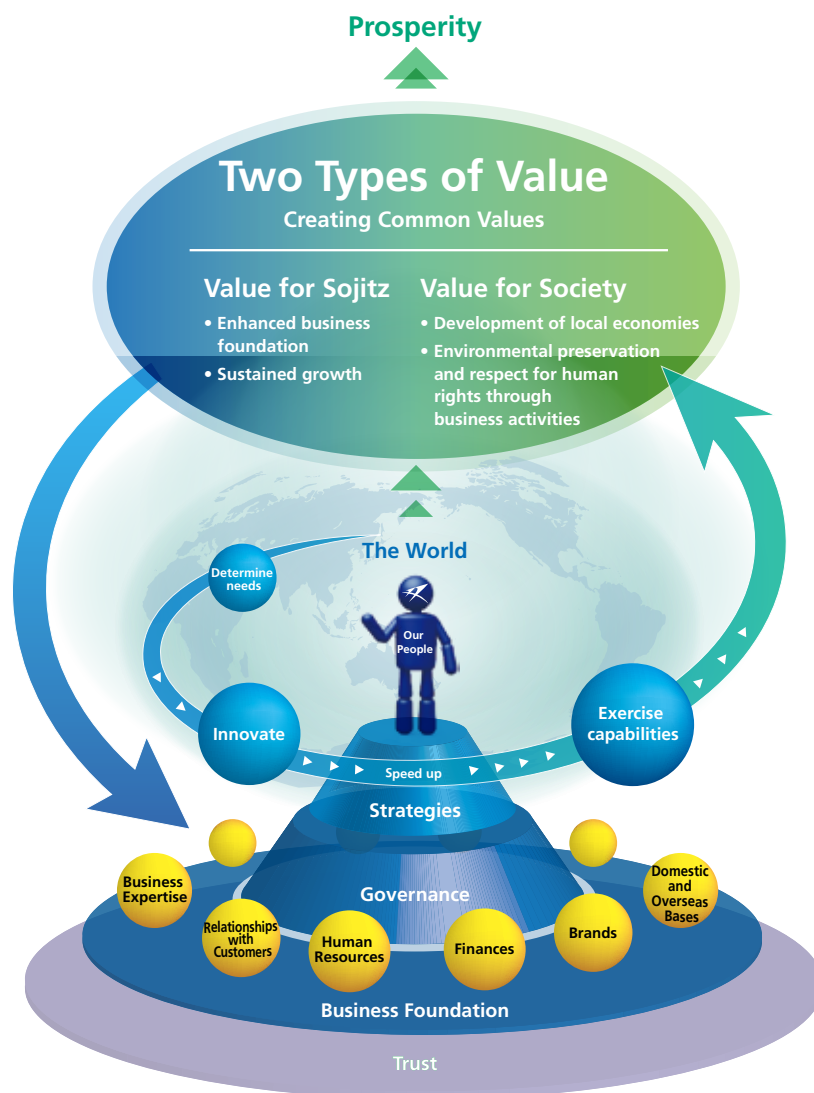 Prosperity
Two Types of Value
Creating Common Values
Value for Sojitz
• Enhanced business
foundation
• Sustained growth
Value for Society
• Development of local economies
• Environmental preservation
and respect for human
rights through
business activities
The World
Determine
needs
Our
People
Innovate
Exercise
capabilities
Speed up
Strategies
Governance
Business
Expertise
Relationships
with
Customers
Human
Resources
Finances
Brands
Domestic
and
Overseas
Bases
Business Foundation
Trust